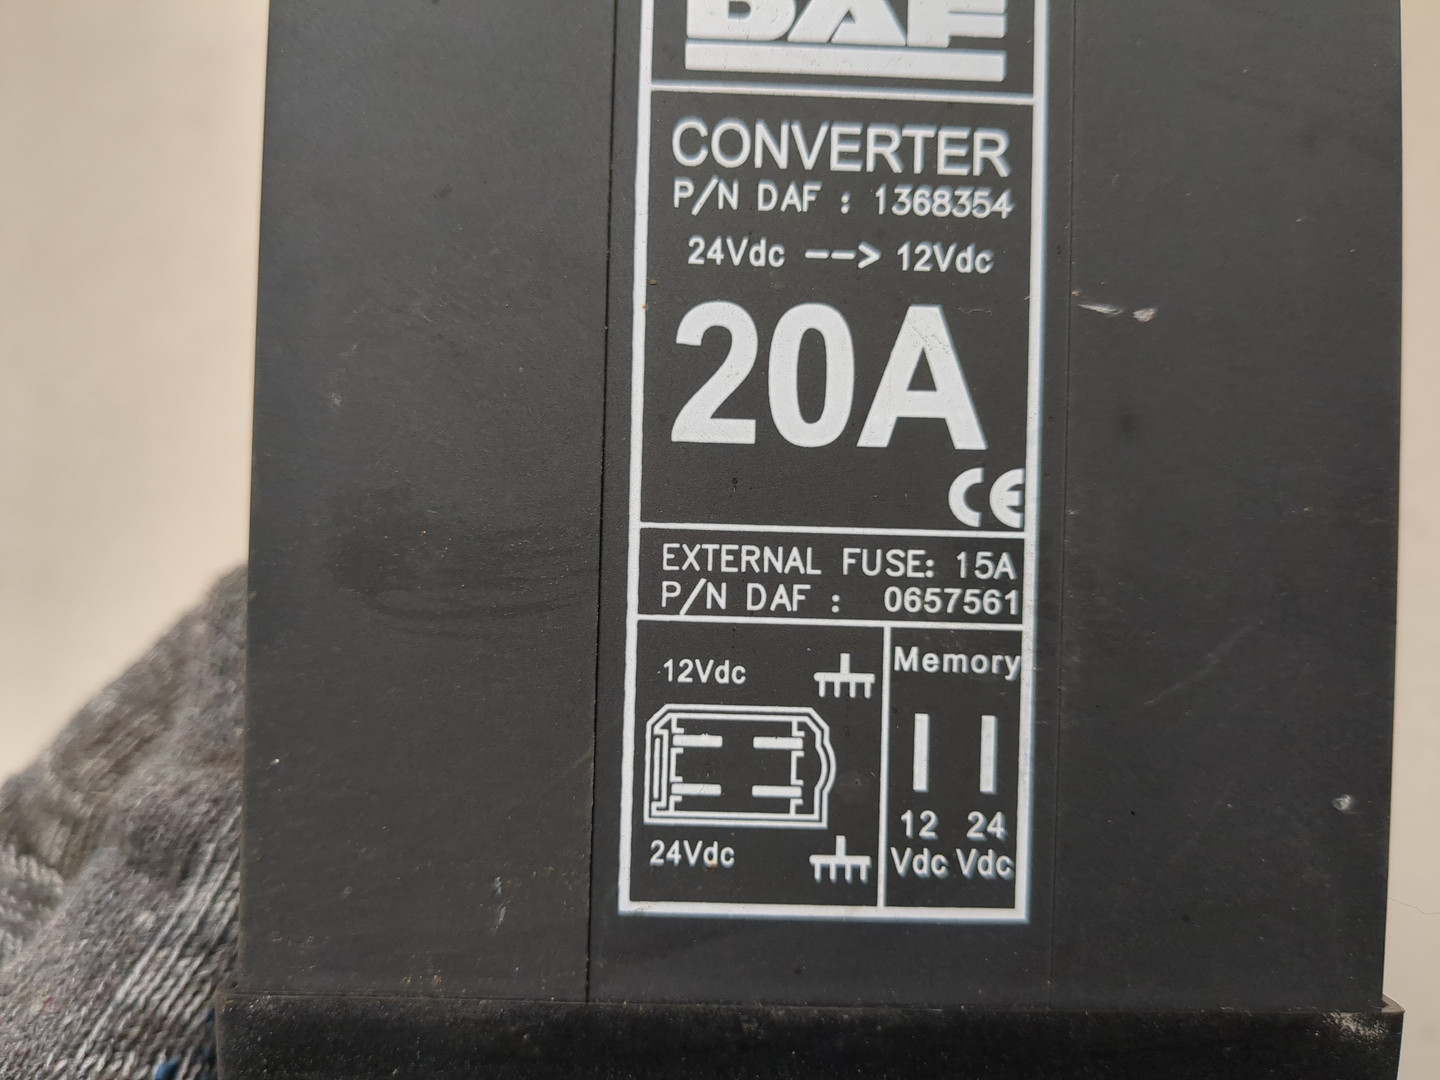 DAF
CONVERTER
P/N DAF : 1368354
24Vdc --> 12Vdc
20A
CE
EXTERNAL FUSE: 15A
P/N DAF : 0657561
12Vdc
24Vdc
Memory
12 24
Vdc Vdc